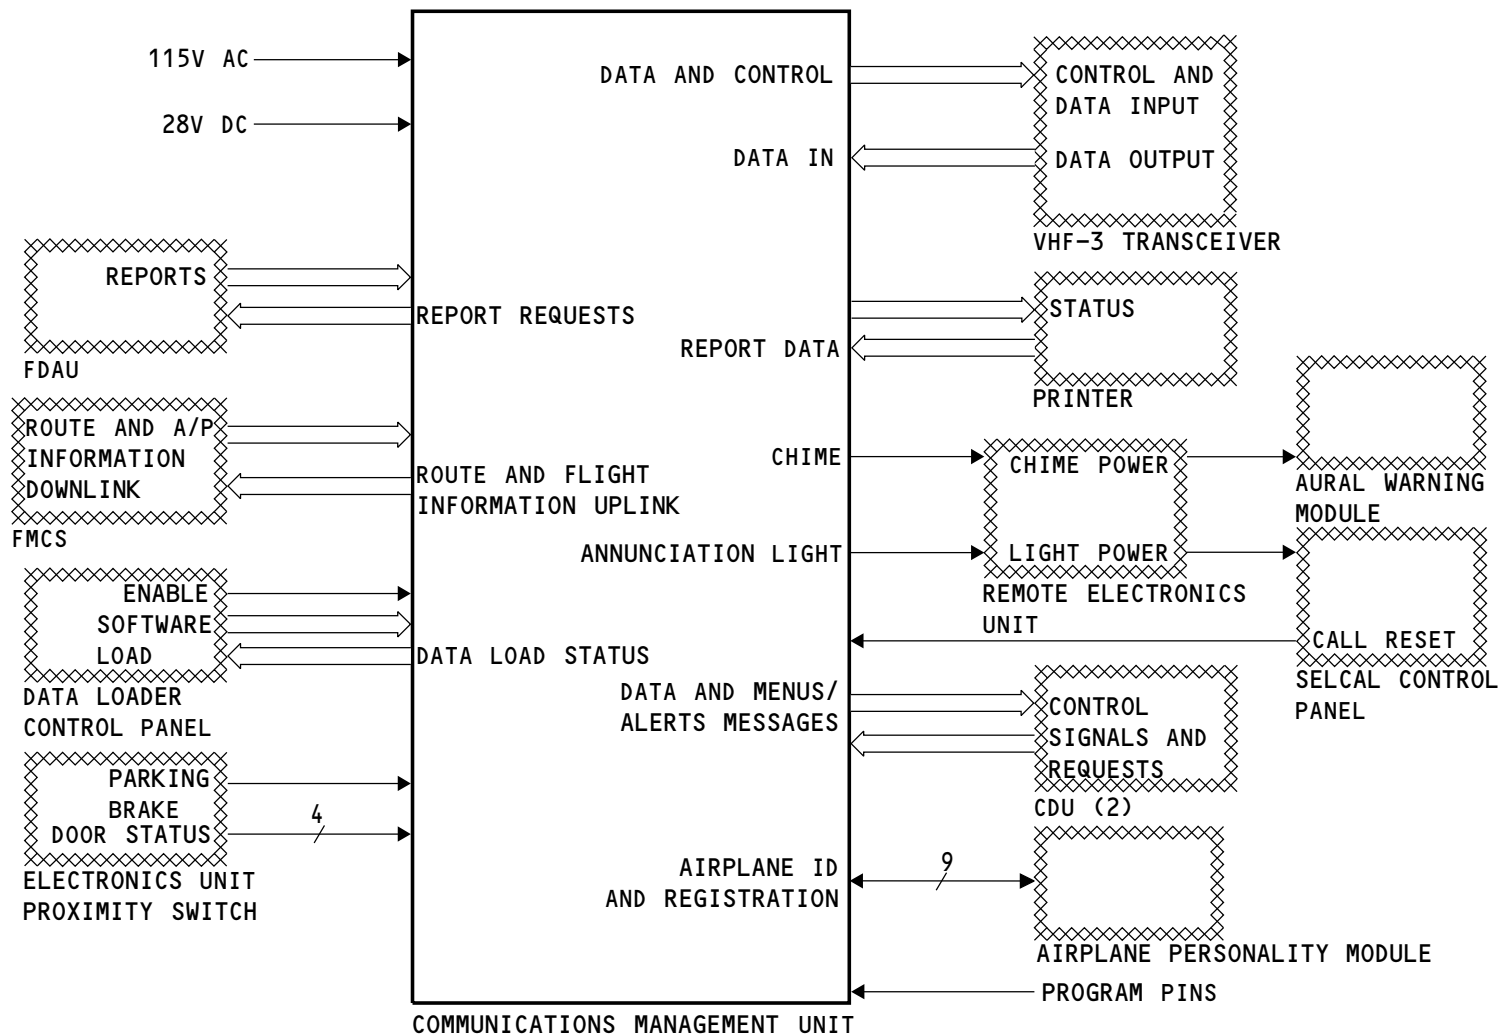 115V AC
28V DC
REPORTS
FDAU
ROUTE AND A/P
INFORMATION
DOWNLINK
FMCS
ENABLE
SOFTWARE
LOAD
DATA LOADER
CONTROL PANEL
PARKING
BRAKE
DOOR STATUS
4
ELECTRONICS UNIT
PROXIMITY SWITCH
DATA AND CONTROL
DATA IN
REPORT REQUESTS
REPORT DATA
CHIME
ROUTE AND FLIGHT
INFORMATION UPLINK
ANNUNCIATION LIGHT
DATA LOAD STATUS
DATA AND MENUS/
ALERTS MESSAGES
AIRPLANE ID
AND REGISTRATION
COMMUNICATIONS MANAGEMENT UNIT
CONTROL AND
DATA INPUT
DATA OUTPUT
VHF-3 TRANSCEIVER
STATUS
PRINTER
CHIME POWER
LIGHT POWER
REMOTE ELECTRONICS
UNIT
AURAL WARNING
MODULE
CALL RESET
SELCAL CONTROL
PANEL
CONTROL
SIGNALS AND
REQUESTS
CDU (2)
9
AIRPLANE PERSONALITY MODULE
PROGRAM PINS